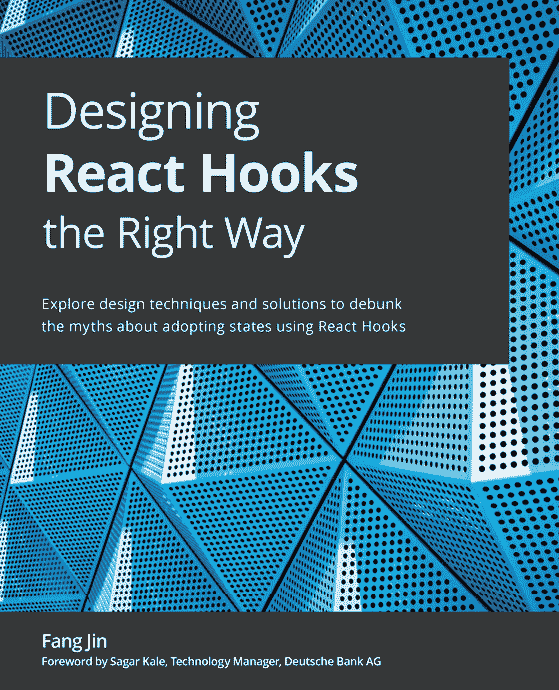 Designing
React Hooks
the Right Way
Explore design techniques and solutions to debunk
the myths about adopting states using React Hooks
Fang Jin
Foreword by Sagar Kale, Technology Manager, Deutsche Bank AG